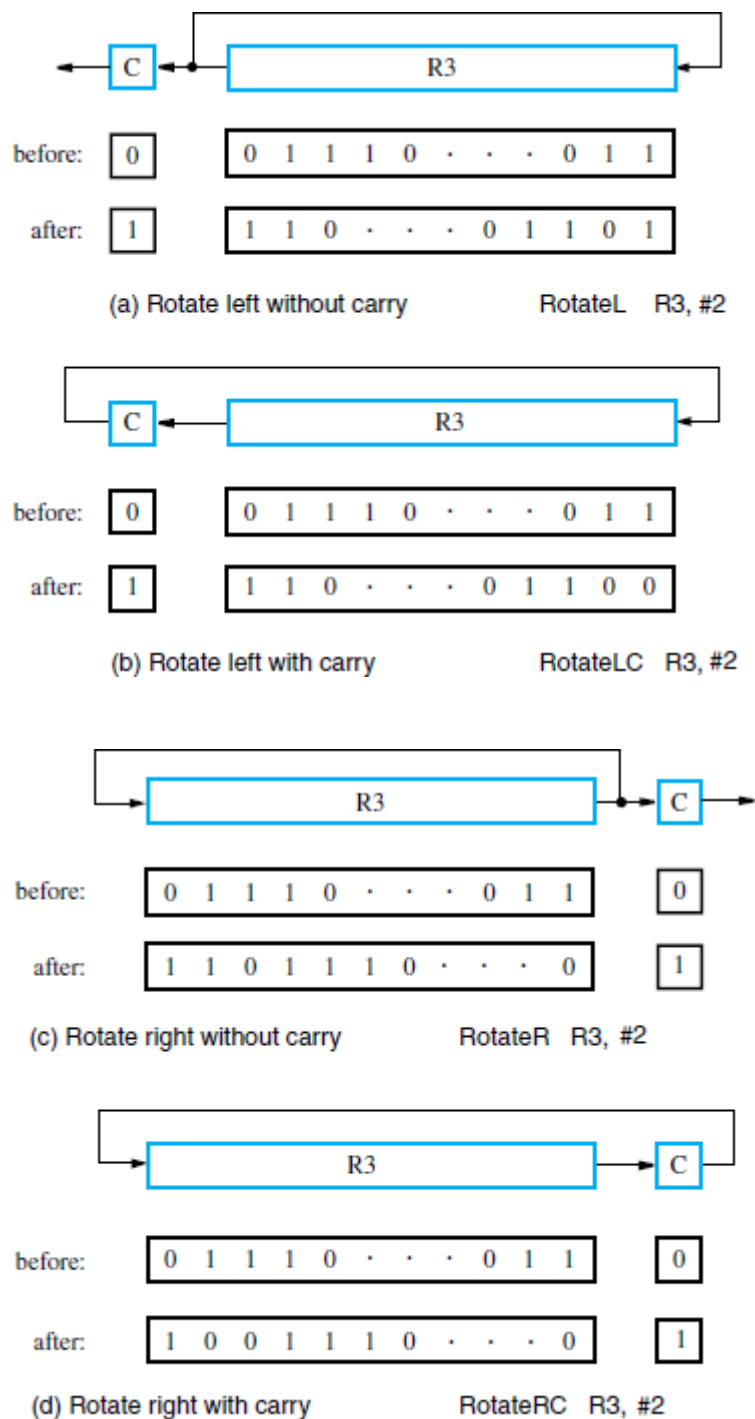 C R3
before: 0 0 1 1 1 0 · · · 0 1 1
after: 1 1 1 0 · · · 0 1 1 0 1
(a) Rotate left without carry RotateL R3, #2
C R3
before: 0 0 1 1 1 0 · · · 0 1 1
after: 1 1 1 0 · · · 0 1 1 0 0
(b) Rotate left with carry RotateLC R3, #2
R3 C
before: 0 1 1 1 0 · · · 0 1 1 0
after: 1 1 0 1 1 1 0 · · · 0 1
(c) Rotate right without carry RotateR R3, #2
R3 C
before: 0 1 1 1 0 · · · 0 1 1 0
after: 1 0 0 1 1 1 0 · · · 0 1
(d) Rotate right with carry RotateRC R3, #2